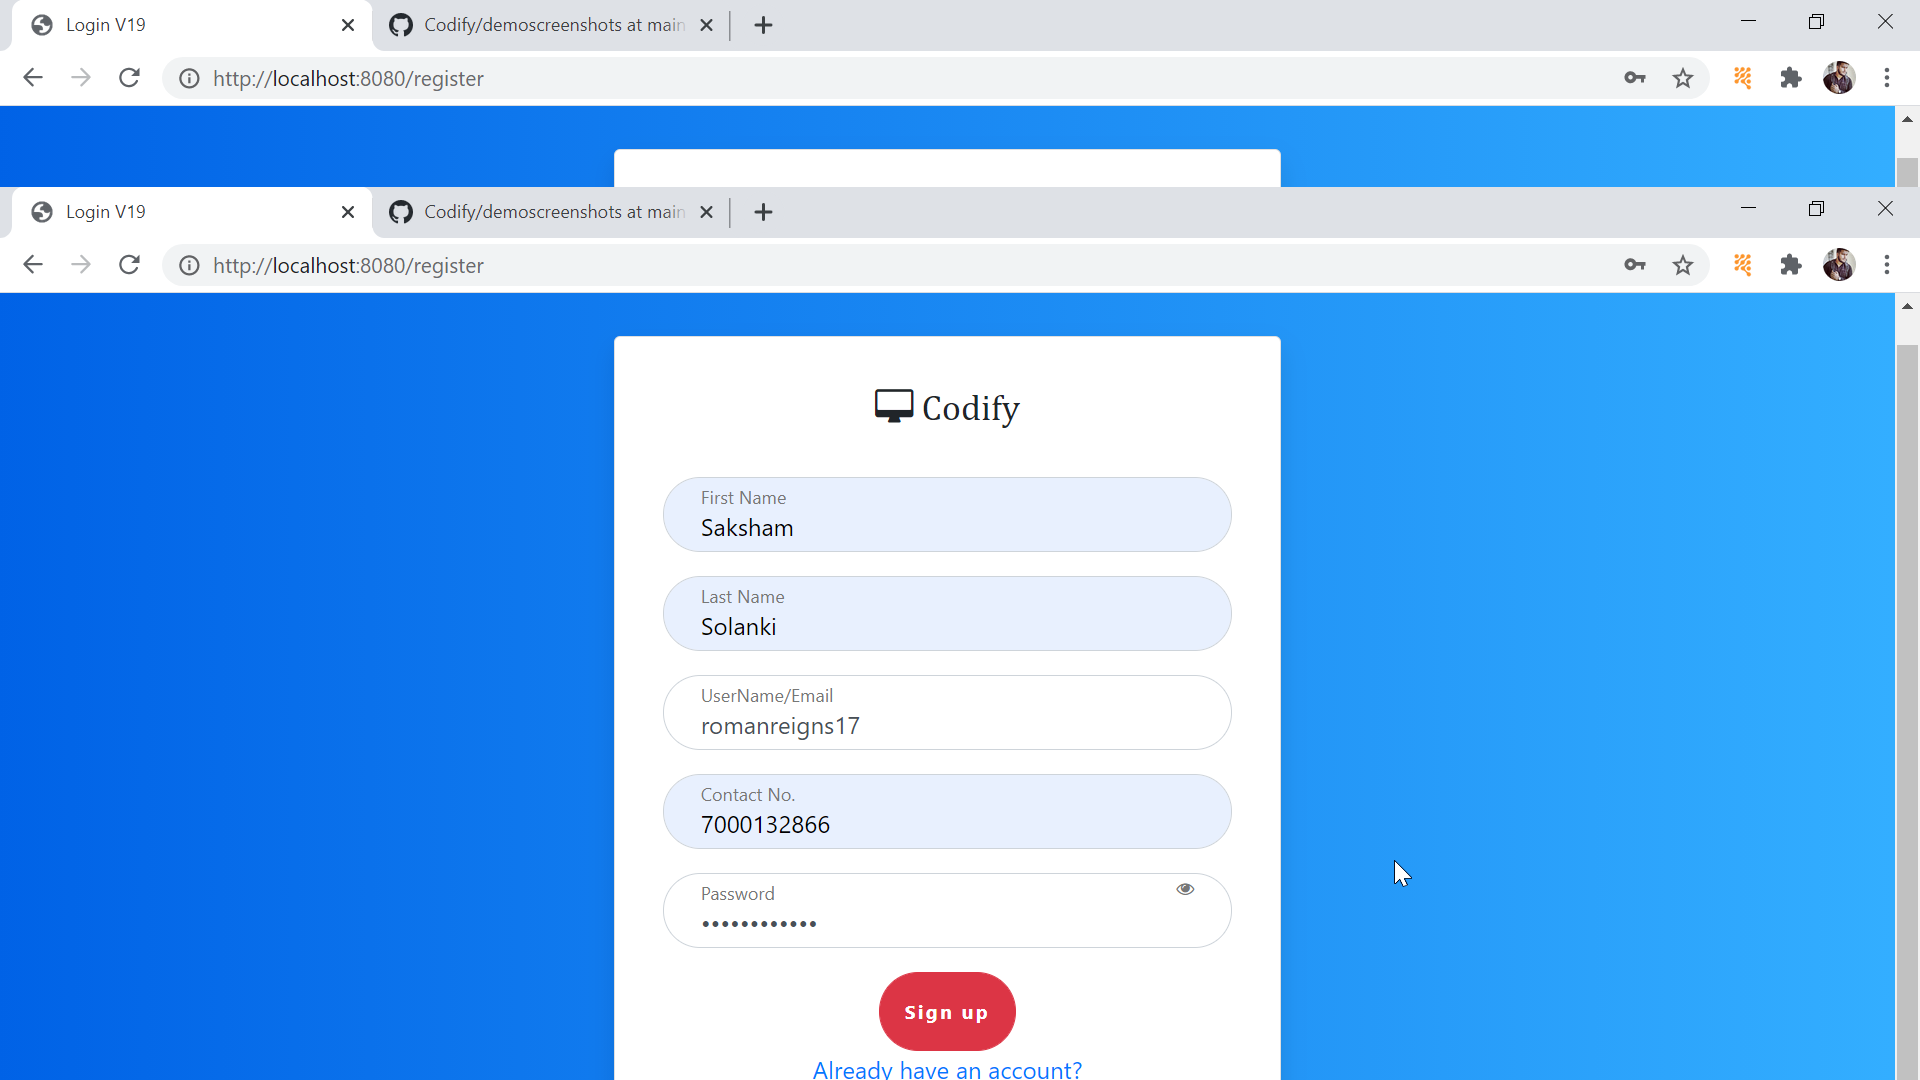 Login V19
Codify/demoscreenshots at main
http://localhost:8080/register
Login V19
Codify/demoscreenshots at main
http://localhost:8080/register
Codify
First Name
Saksham
Last Name
Solanki
UserName/Email
romanreigns17
Contact No.
7000132866
Password
••••••••••••
Sign up
Already have an account?